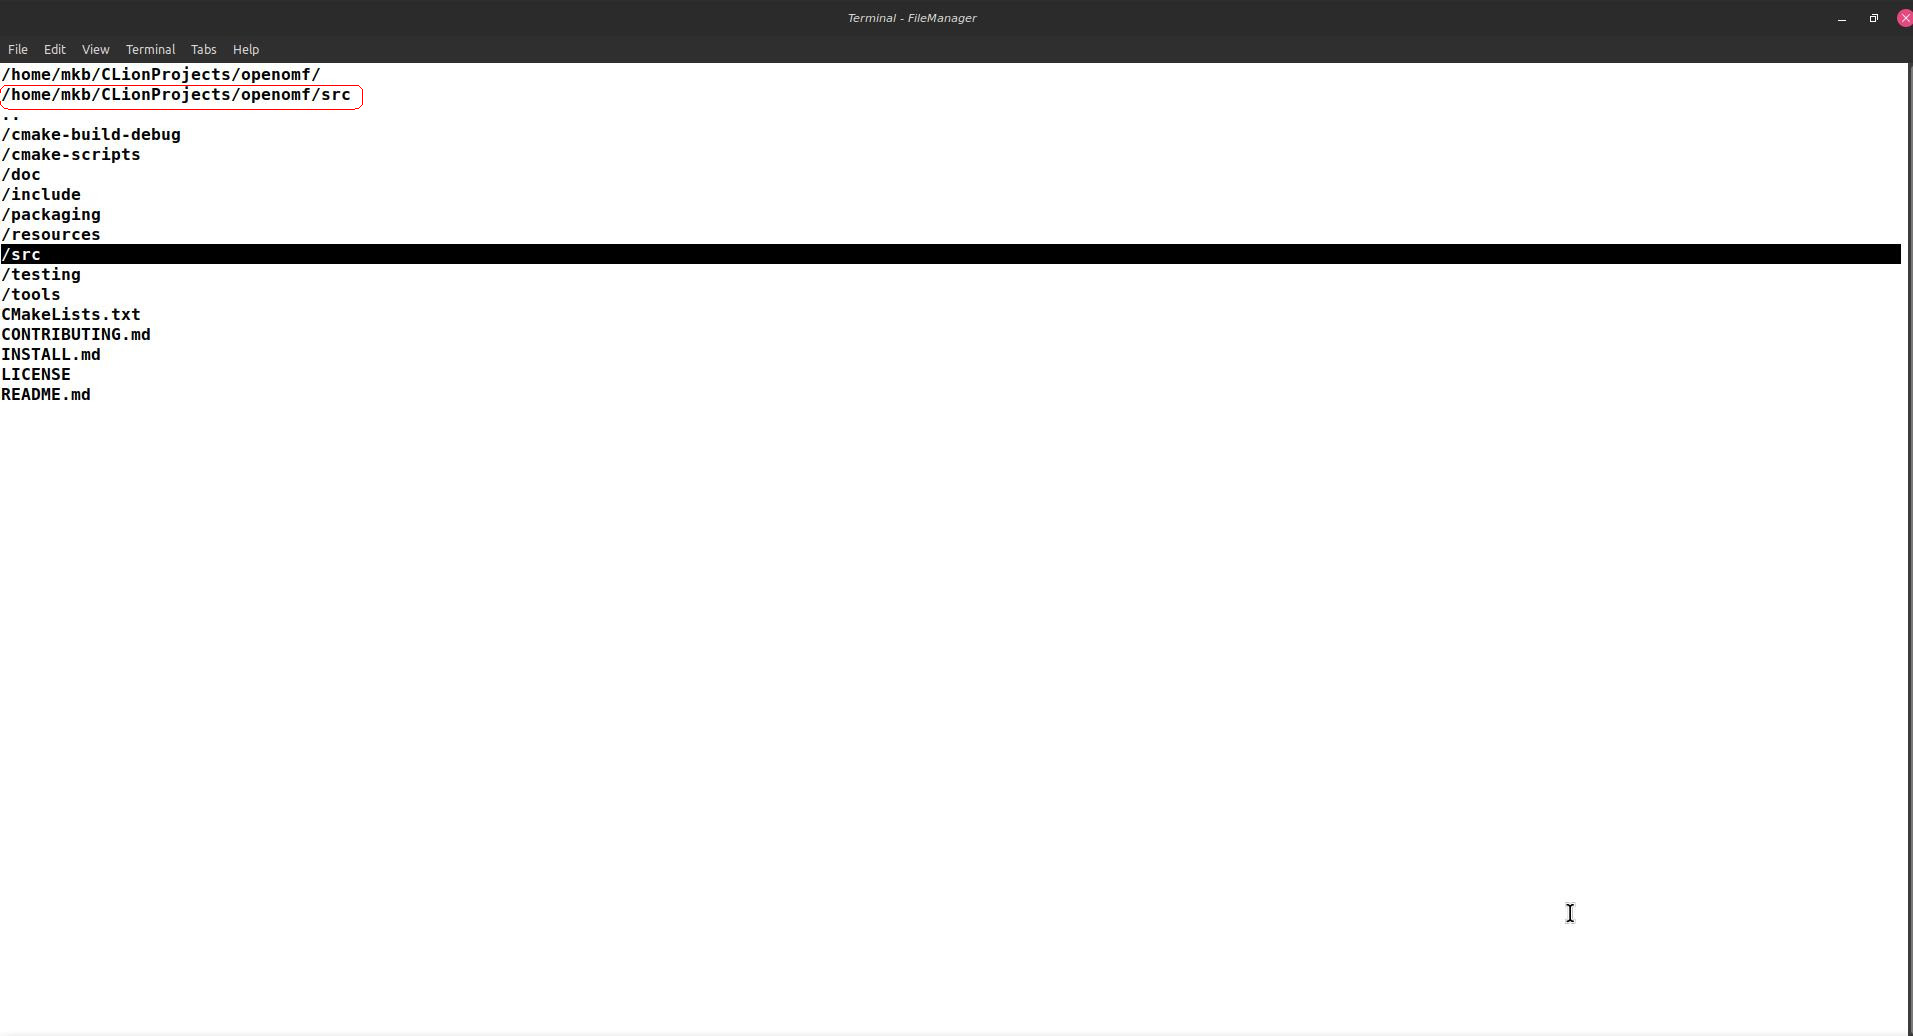 Terminal - FileManager
File Edit View Terminal Tabs Help
/home/mkb/CLionProjects/openomf/
/home/mkb/CLionProjects/openomf/src
..
/cmake-build-debug
/cmake-scripts
/doc
/include
/packaging
/resources
/src
/testing
/tools
CMakeLists.txt
CONTRIBUTING.md
INSTALL.md
LICENSE
README.md